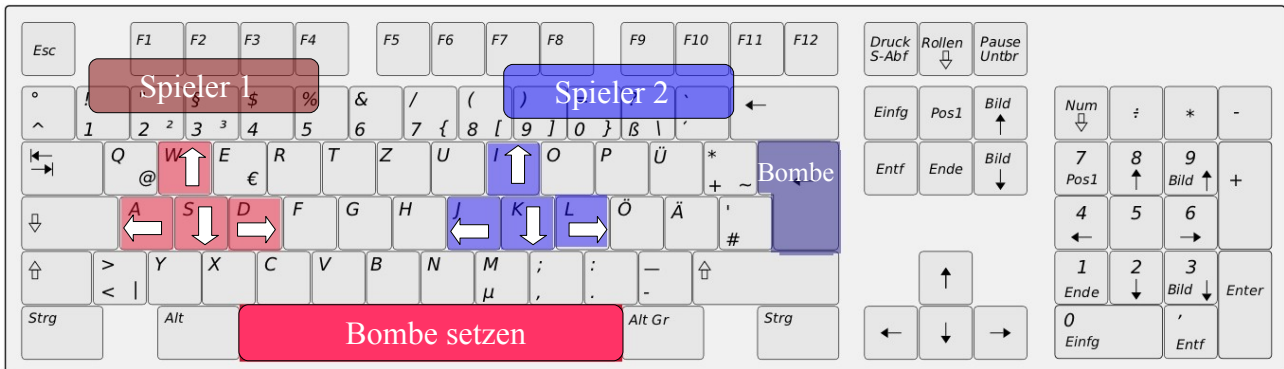 Esc F1 F2 F3 F4 F5 F6 F7 F8 F9 F10 F11 F12 Druck S-Abf Rollen ⇩ Pause Untbr
Spieler 1 Spieler 2
° ! § $ % & / ( ) ` ← Einfg Pos1 Bild ↑ Num ⇩ ÷ * -
^ 1 2 ² 3 ³ 4 5 6 7 { 8 [ 9 ] 0 } ß \ ´
Q @ W E € R T Z U I O P Ü * + ~ Bombe Entf Ende Bild ↓ 7 Pos1 8 ↑ 9 Bild ↑ +
A S D F G H J K L Ö Ä ' # 4 ← 5 6 →
> < | Y X C V B N M µ ; , : . _ - ↑ 1 Ende 2 ↓ 3 Bild ↓ Enter
Strg Alt Bombe setzen Alt Gr Strg ← ↓ → 0 Einfg , Entf